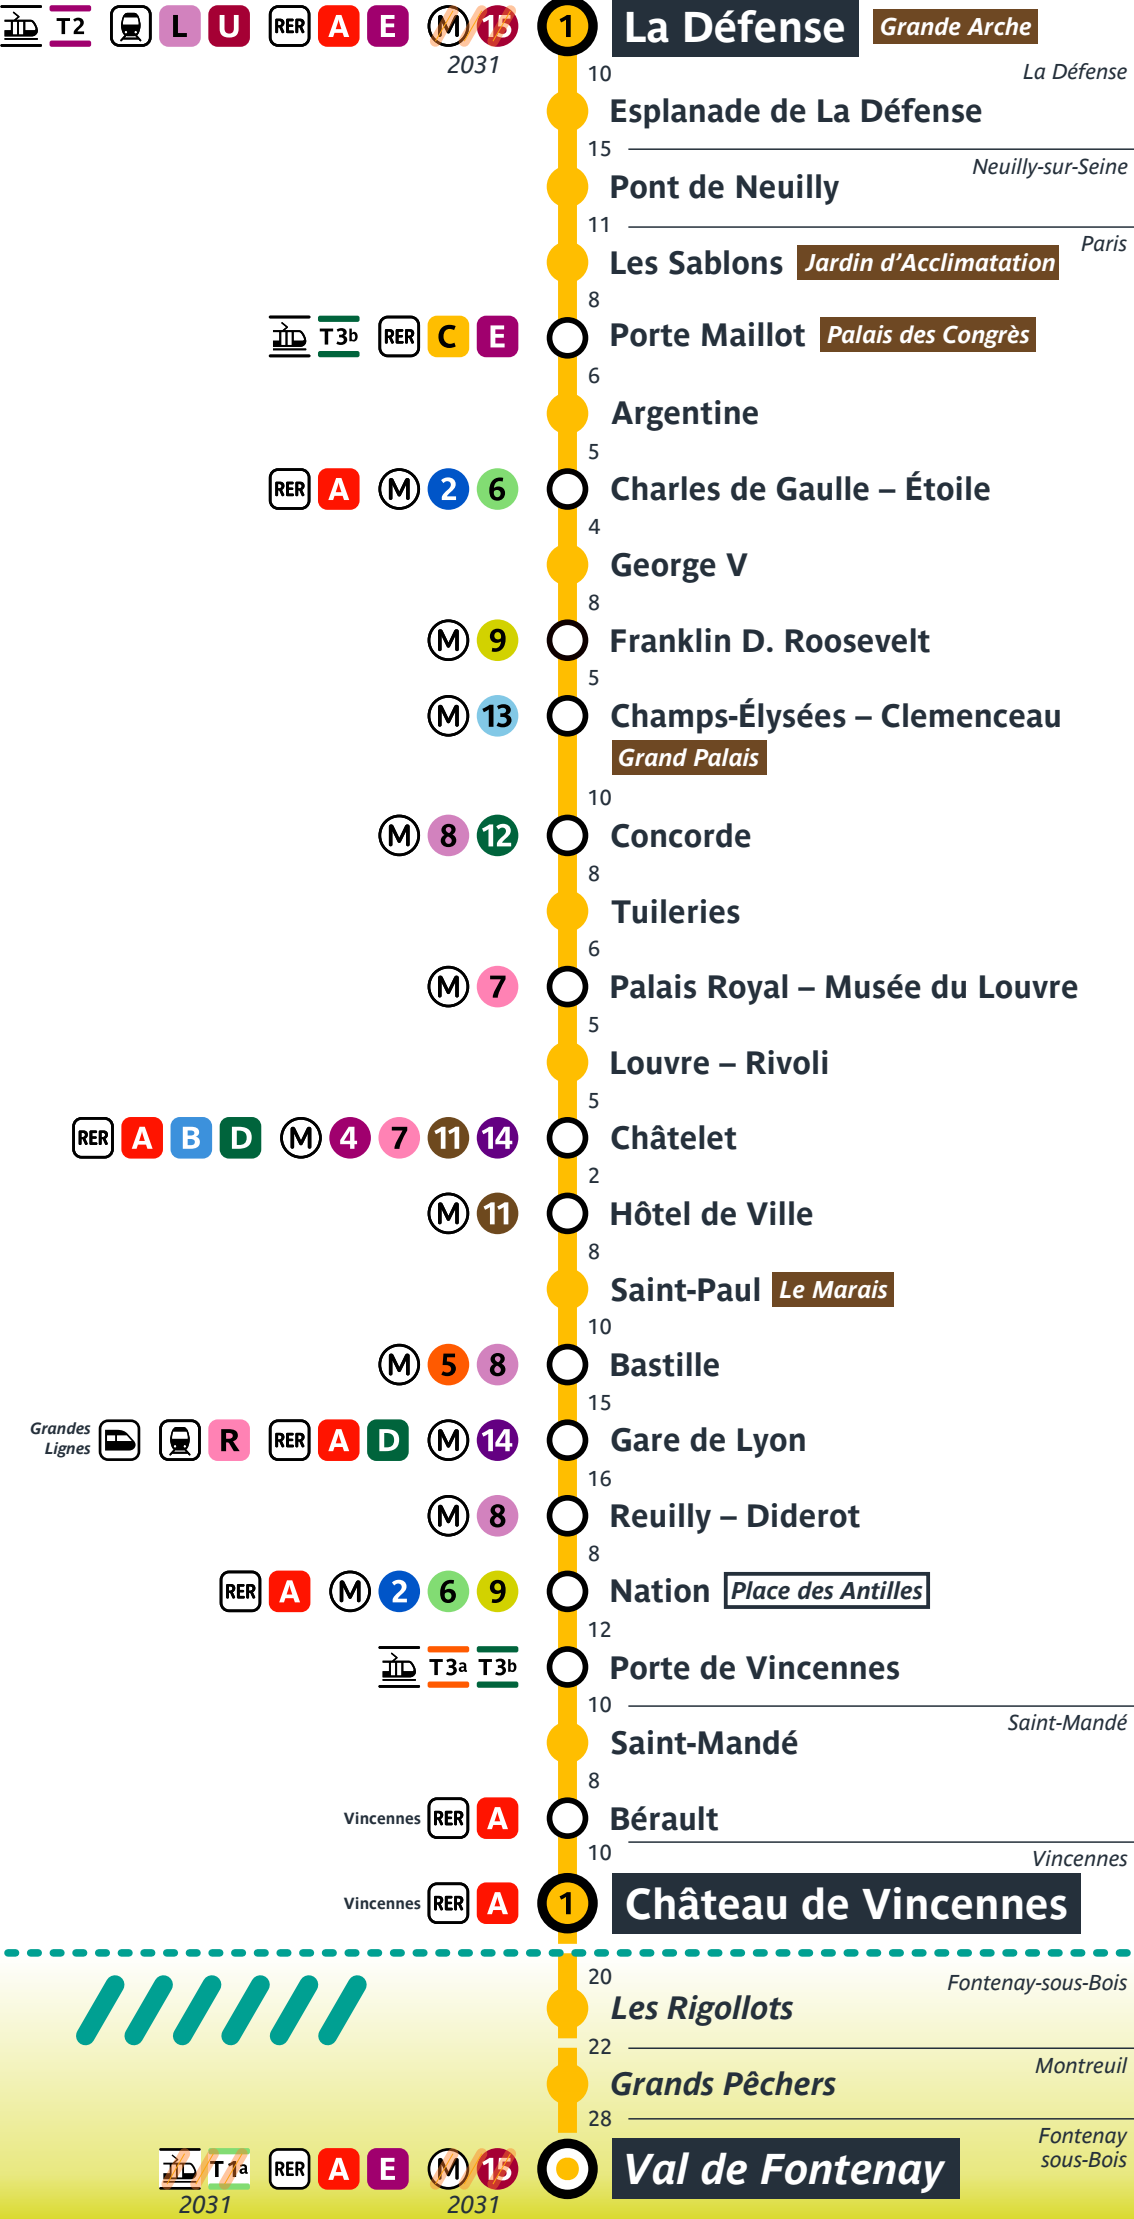 T2 L U RER A E M 15 1 La Défense Grande Arche
2031
10 La Défense
Esplanade de La Défense
15
Neuilly-sur-Seine
Pont de Neuilly
11
Paris
Les Sablons Jardin d'Acclimatation
8
T3b RER C E Porte Maillot Palais des Congrès
6
Argentine
5
RER A M 2 6 Charles de Gaulle – Étoile
4
George V
8
M 9 Franklin D. Roosevelt
5
M 13 Champs-Élysées – Clemenceau
Grand Palais
10
M 8 12 Concorde
8
Tuileries
6
M 7 Palais Royal – Musée du Louvre
5
Louvre – Rivoli
5
RER A B D M 4 7 11 14 Châtelet
2
M 11 Hôtel de Ville
8
Saint-Paul Le Marais
10
M 5 8 Bastille
15
Grandes
Lignes R RER A D M 14 Gare de Lyon
16
M 8 Reuilly – Diderot
8
RER A M 2 6 9 Nation Place des Antilles
12
T3a T3b Porte de Vincennes
10
Saint-Mandé
Saint-Mandé
8
Vincennes RER A Bérault
10
Vincennes
Vincennes RER A 1 Château de Vincennes
20 Fontenay-sous-Bois
Les Rigollots
22
Montreuil
Grands Pêchers
28
Fontenay
sous-Bois
T1a RER A E M 15 Val de Fontenay
2031 2031